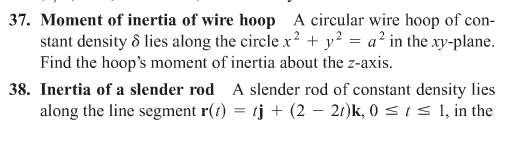 37. Moment of inertia of wire hoop A circular wire hoop of con-
stant density δ lies along the circle x² + y² = a² in the xy-plane.
Find the hoop's moment of inertia about the z-axis.
38. Inertia of a slender rod A slender rod of constant density lies
along the line segment r(t) = tj + (2 − 2t)k, 0 ≤ t ≤ 1, in the